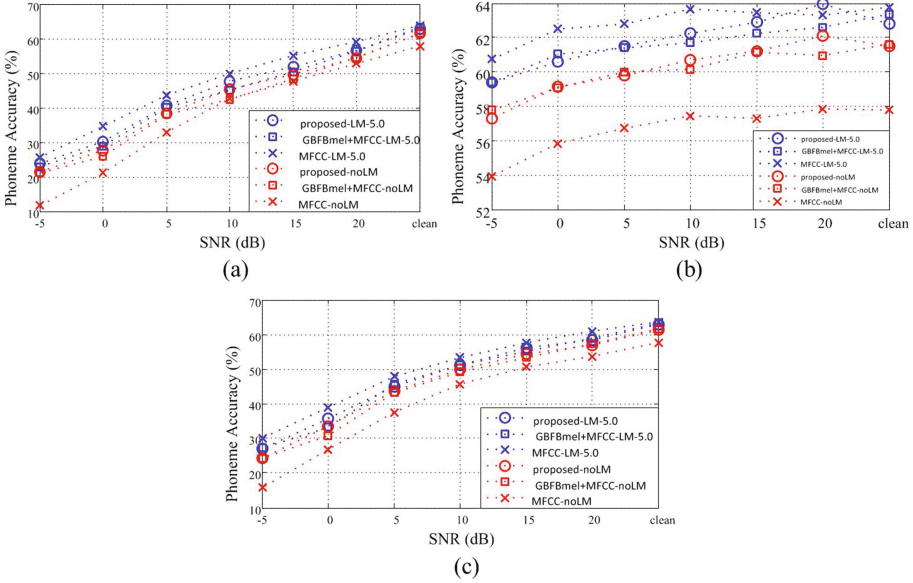 70
60
50
40
30
20
10
Phoneme Accuracy (%)
proposed-LM-5.0
GBFBmel+MFCC-LM-5.0
MFCC-LM-5.0
proposed-noLM
GBFBmel+MFCC-noLM
MFCC-noLM
-5 0 5 10 15 20 clean
SNR (dB)
(a)
64
62
60
58
56
54
52
Phoneme Accuracy (%)
proposed-LM-5.0
GBFBmel+MFCC-LM-5.0
MFCC-LM-5.0
proposed-noLM
GBFBmel+MFCC-noLM
MFCC-noLM
-5 0 5 10 15 20 clean
SNR (dB)
(b)
70
60
50
40
30
20
10
Phoneme Accuracy (%)
proposed-LM-5.0
GBFBmel+MFCC-LM-5.0
MFCC-LM-5.0
proposed-noLM
GBFBmel+MFCC-noLM
MFCC-noLM
-5 0 5 10 15 20 clean
SNR (dB)
(c)